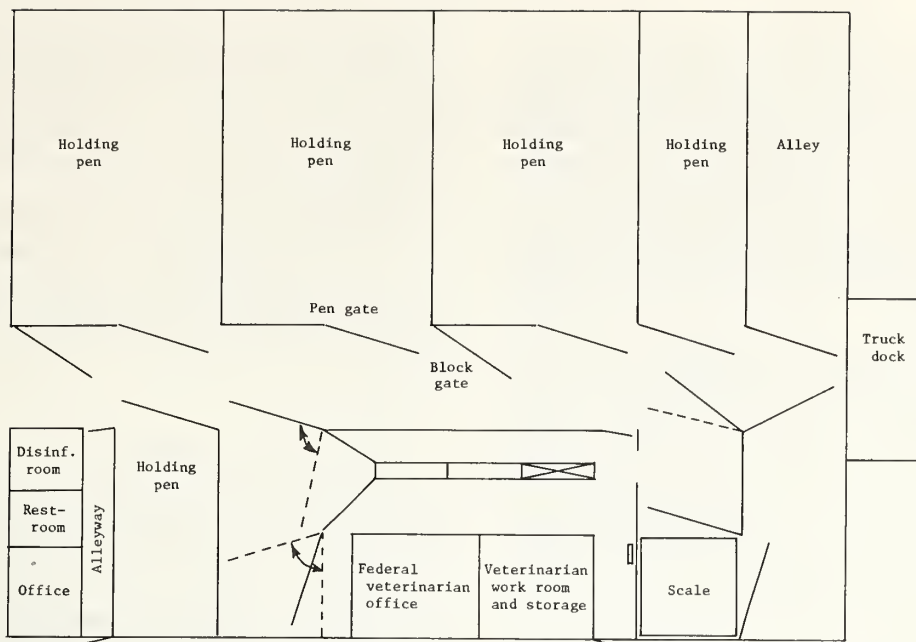 Holding
pen
Holding
pen
Holding
pen
Holding
pen
Alley
Pen gate
Truck
dock
Block
gate
Disinf.
room
Rest-
room
Office
Alleyway
Holding
pen
Federal
veterinarian
office
Veterinarian
work room
and storage
Scale